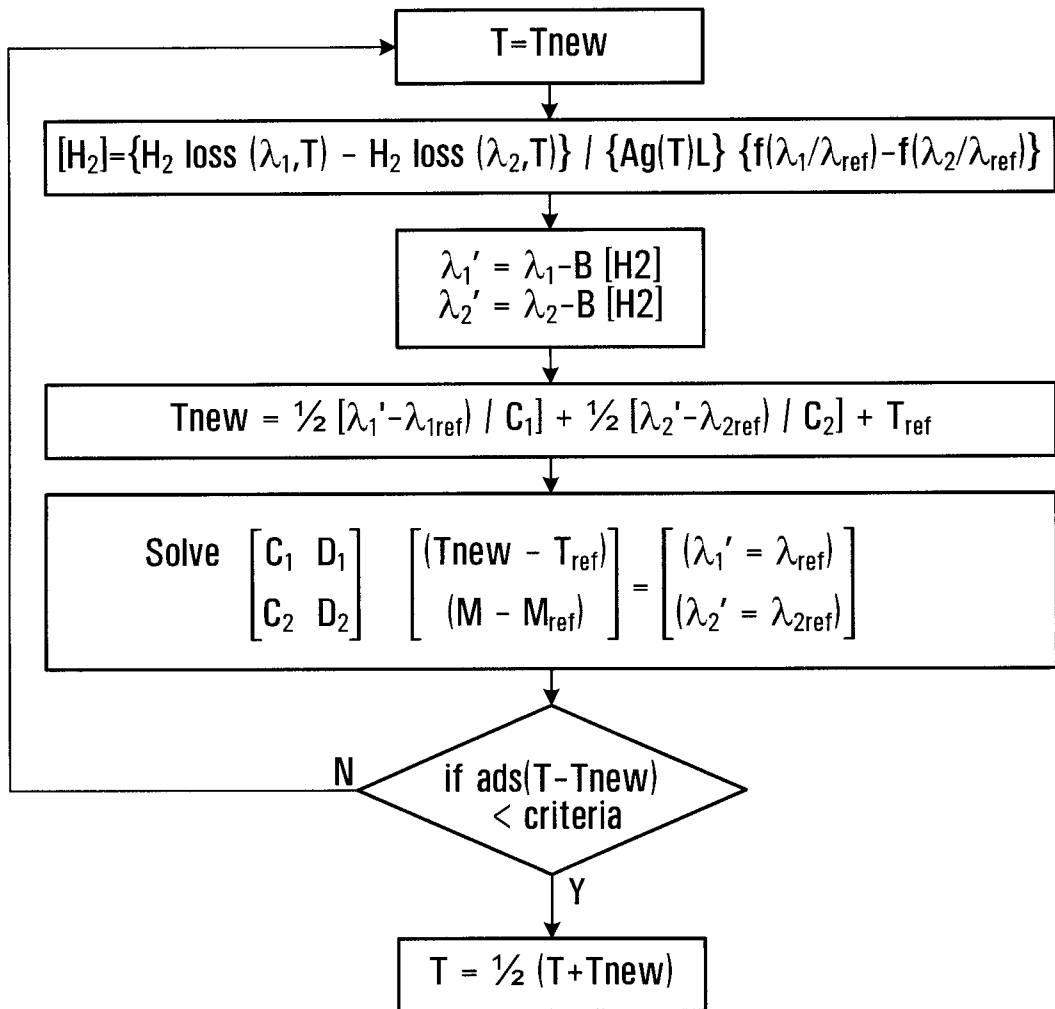 T=Tnew
[H₂]={H₂ loss (λ₁,T) - H₂ loss (λ₂,T)} / {Ag(T)L} {f(λ₁/λref)-f(λ₂/λref)}
λ₁' = λ₁-B [H2]
λ₂' = λ₂-B [H2]
Tnew = ½ [λ₁'-λ1ref) / C₁] + ½ [λ₂'-λ2ref) / C₂] + Tref
Solve [C₁ D₁] [(Tnew - Tref)] = [(λ₁' = λref)]
[C₂ D₂] [(M - Mref)] [(λ₂' = λ2ref)]
N
if ads(T-Tnew)
< criteria
Y
T = ½ (T+Tnew)